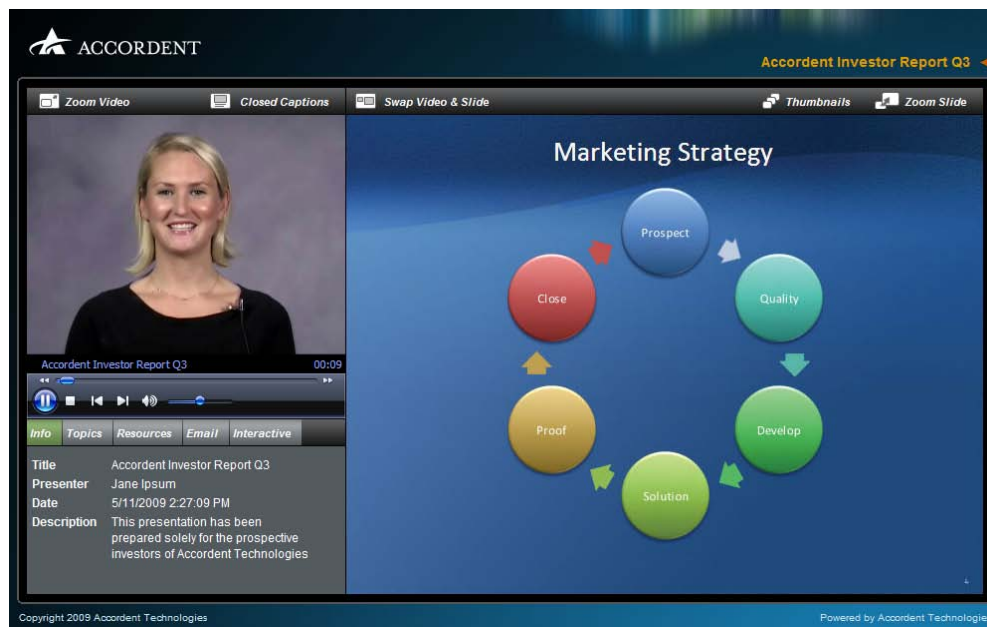 ACCORDENT
Accordent Investor Report Q3
Zoom Video
Closed Captions
Swap Video & Slide
Thumbnails
Zoom Slide
Accordent Investor Report Q3 00:09
Info Topics Resources Email Interactive
Title Accordent Investor Report Q3
Presenter Jane Ipsum
Date 5/11/2009 2:27:09 PM
Description This presentation has been
prepared solely for the prospective
investors of Accordent Technologies
Marketing Strategy
Prospect
Quality
Develop
Solution
Proof
Close
4
Copyright 2009 Accordent Technologies
Powered by Accordent Technologie